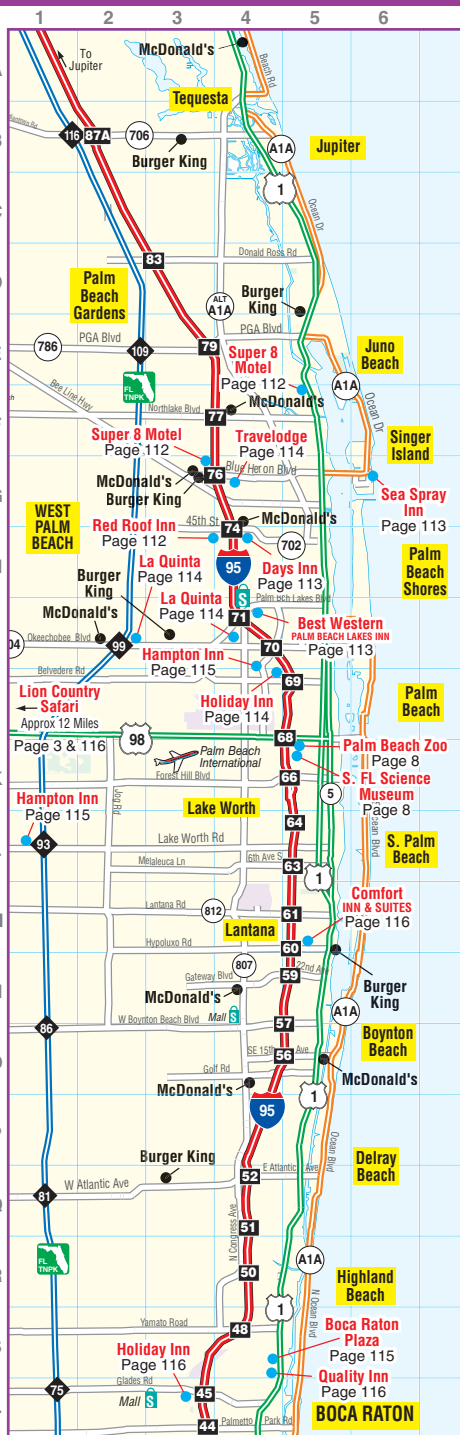 1 2 3 4 5 6
To
Jupiter
McDonald's
Beach Rd
Tequesta
116
87A
706
Burger King
A1A
Jupiter
1
Ocean Dr
83
Donald Ross Rd
Palm
Beach
Gardens
ALT
A1A
Burger
King
786
PGA Blvd
PGA Blvd
109
79
Juno
Beach
Super 8
Motel
Page 112
FL
TNPK
A1A
Bee Line Hwy
Northlake Blvd
77
McDonald's
Ocean Dr
Super 8 Motel
Page 112
Travelodge
Page 114
Singer
Island
McDonald's
Burger King
76
Blue Heron Blvd
Sea Spray
Inn
Page 113
WEST
PALM
BEACH
Red Roof Inn
Page 112
45th St
74
McDonald's
702
Palm
Beach
Shores
La Quinta
Page 114
95
Days Inn
Page 113
Burger
King
La Quinta
Page 114
S
Palm Bch Lakes Blvd
McDonald's
71
Best Western
PALM BEACH LAKES INN
Page 113
04
Okeechobee Blvd
99
70
Hampton Inn
Page 115
Belvedere Rd
69
Lion Country
Safari
Approx 12 Miles
Page 3 & 116
Holiday Inn
Page 114
Palm
Beach
98
68
Palm Beach Zoo
Page 8
Palm Beach
International
Forest Hill Blvd
66
S. FL Science
Museum
Page 8
Jog Rd
5
Hampton Inn
Page 115
Lake Worth
Ocean Blvd
64
93
Lake Worth Rd
S. Palm
Beach
Melaleuca Ln
6th Ave S
63
1
Lantana Rd
812
61
Comfort
INN & SUITES
Page 116
Lantana
Hypoluxo Rd
60
807
22nd Ave
Gateway Blvd
59
Burger
King
McDonald's
Mall S
A1A
86
W Boynton Beach Blvd
57
Boynton
Beach
SE 15th Ave
56
Golf Rd
McDonald's
McDonald's
1
95
Ocean Blvd
Burger King
Delray
Beach
W Atlantic Ave
52
E Atlantic Ave
81
N Congress Ave
51
FL
TNPK
50
A1A
Highland
Beach
1
N Ocean Blvd
Yamato Road
48
Boca Raton
Plaza
Page 115
Holiday Inn
Page 116
Quality Inn
Page 116
75
Glades Rd
Mall S
45
BOCA RATON
44
Palmetto Park Rd